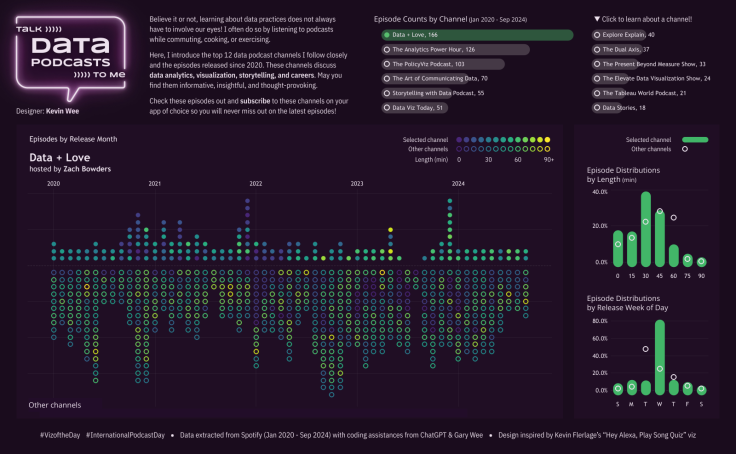 TALK )))))
Data
PODCASTS
))))) TO ME
Designer: Kevin Wee
Believe it or not, learning about data practices does not always
have to involve our eyes! I often do so by listening to podcasts
while commuting, cooking, or exercising.
Here, I introduce the top 12 data podcast channels I follow closely
and the episodes released since 2020. These channels discuss
data analytics, visualization, storytelling, and careers. May you
find them informative, insightful, and thought-provoking.
Check these episodes out and subscribe to these channels on your
app of choice so you will never miss out on the latest episodes!
Episode Counts by Channel (Jan 2020 - Sep 2024)
Data + Love, 166
The Analytics Power Hour, 126
The PolicyViz Podcast, 103
The Art of Communicating Data, 70
Storytelling with Data Podcast, 55
Data Viz Today, 51
▼ Click to learn about a channel!
Explore Explain, 40
The Dual Axis, 37
The Present Beyond Measure Show, 33
The Elevate Data Visualization Show, 24
The Tableau World Podcast, 21
Data Stories, 18
Episodes by Release Month
Data + Love
hosted by Zach Bowders
Selected channel
Other channels
Length (min) 0 30 60 90+
2020 2021 2022 2023 2024
Other channels
Selected channel
Other channels
Episode Distributions
by Length (min)
40.0%
20.0%
0.0%
0 15 30 45 60 75 90
Episode Distributions
by Release Week of Day
80.0%
60.0%
40.0%
20.0%
0.0%
S M T W T F S
#VizoftheDay #InternationalPodcastDay • Data extracted from Spotify (Jan 2020 - Sep 2024) with coding assistances from ChatGPT & Gary Wee • Design inspired by Kevin Flerlage's "Hey Alexa, Play Song Quiz" viz